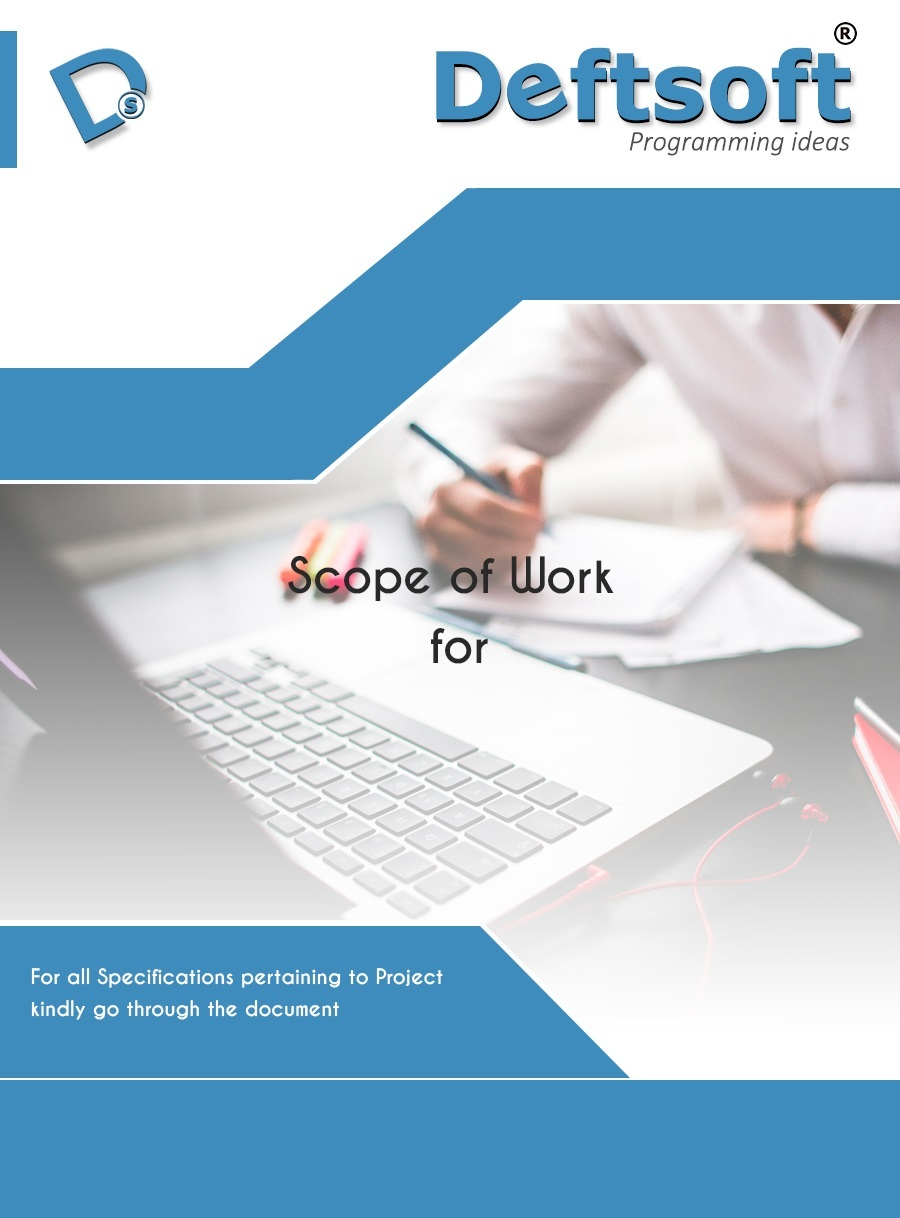 D
S
Deftsoft®
Programming ideas
Scope of Work
for
For all Specifications pertaining to Project
kindly go through the document